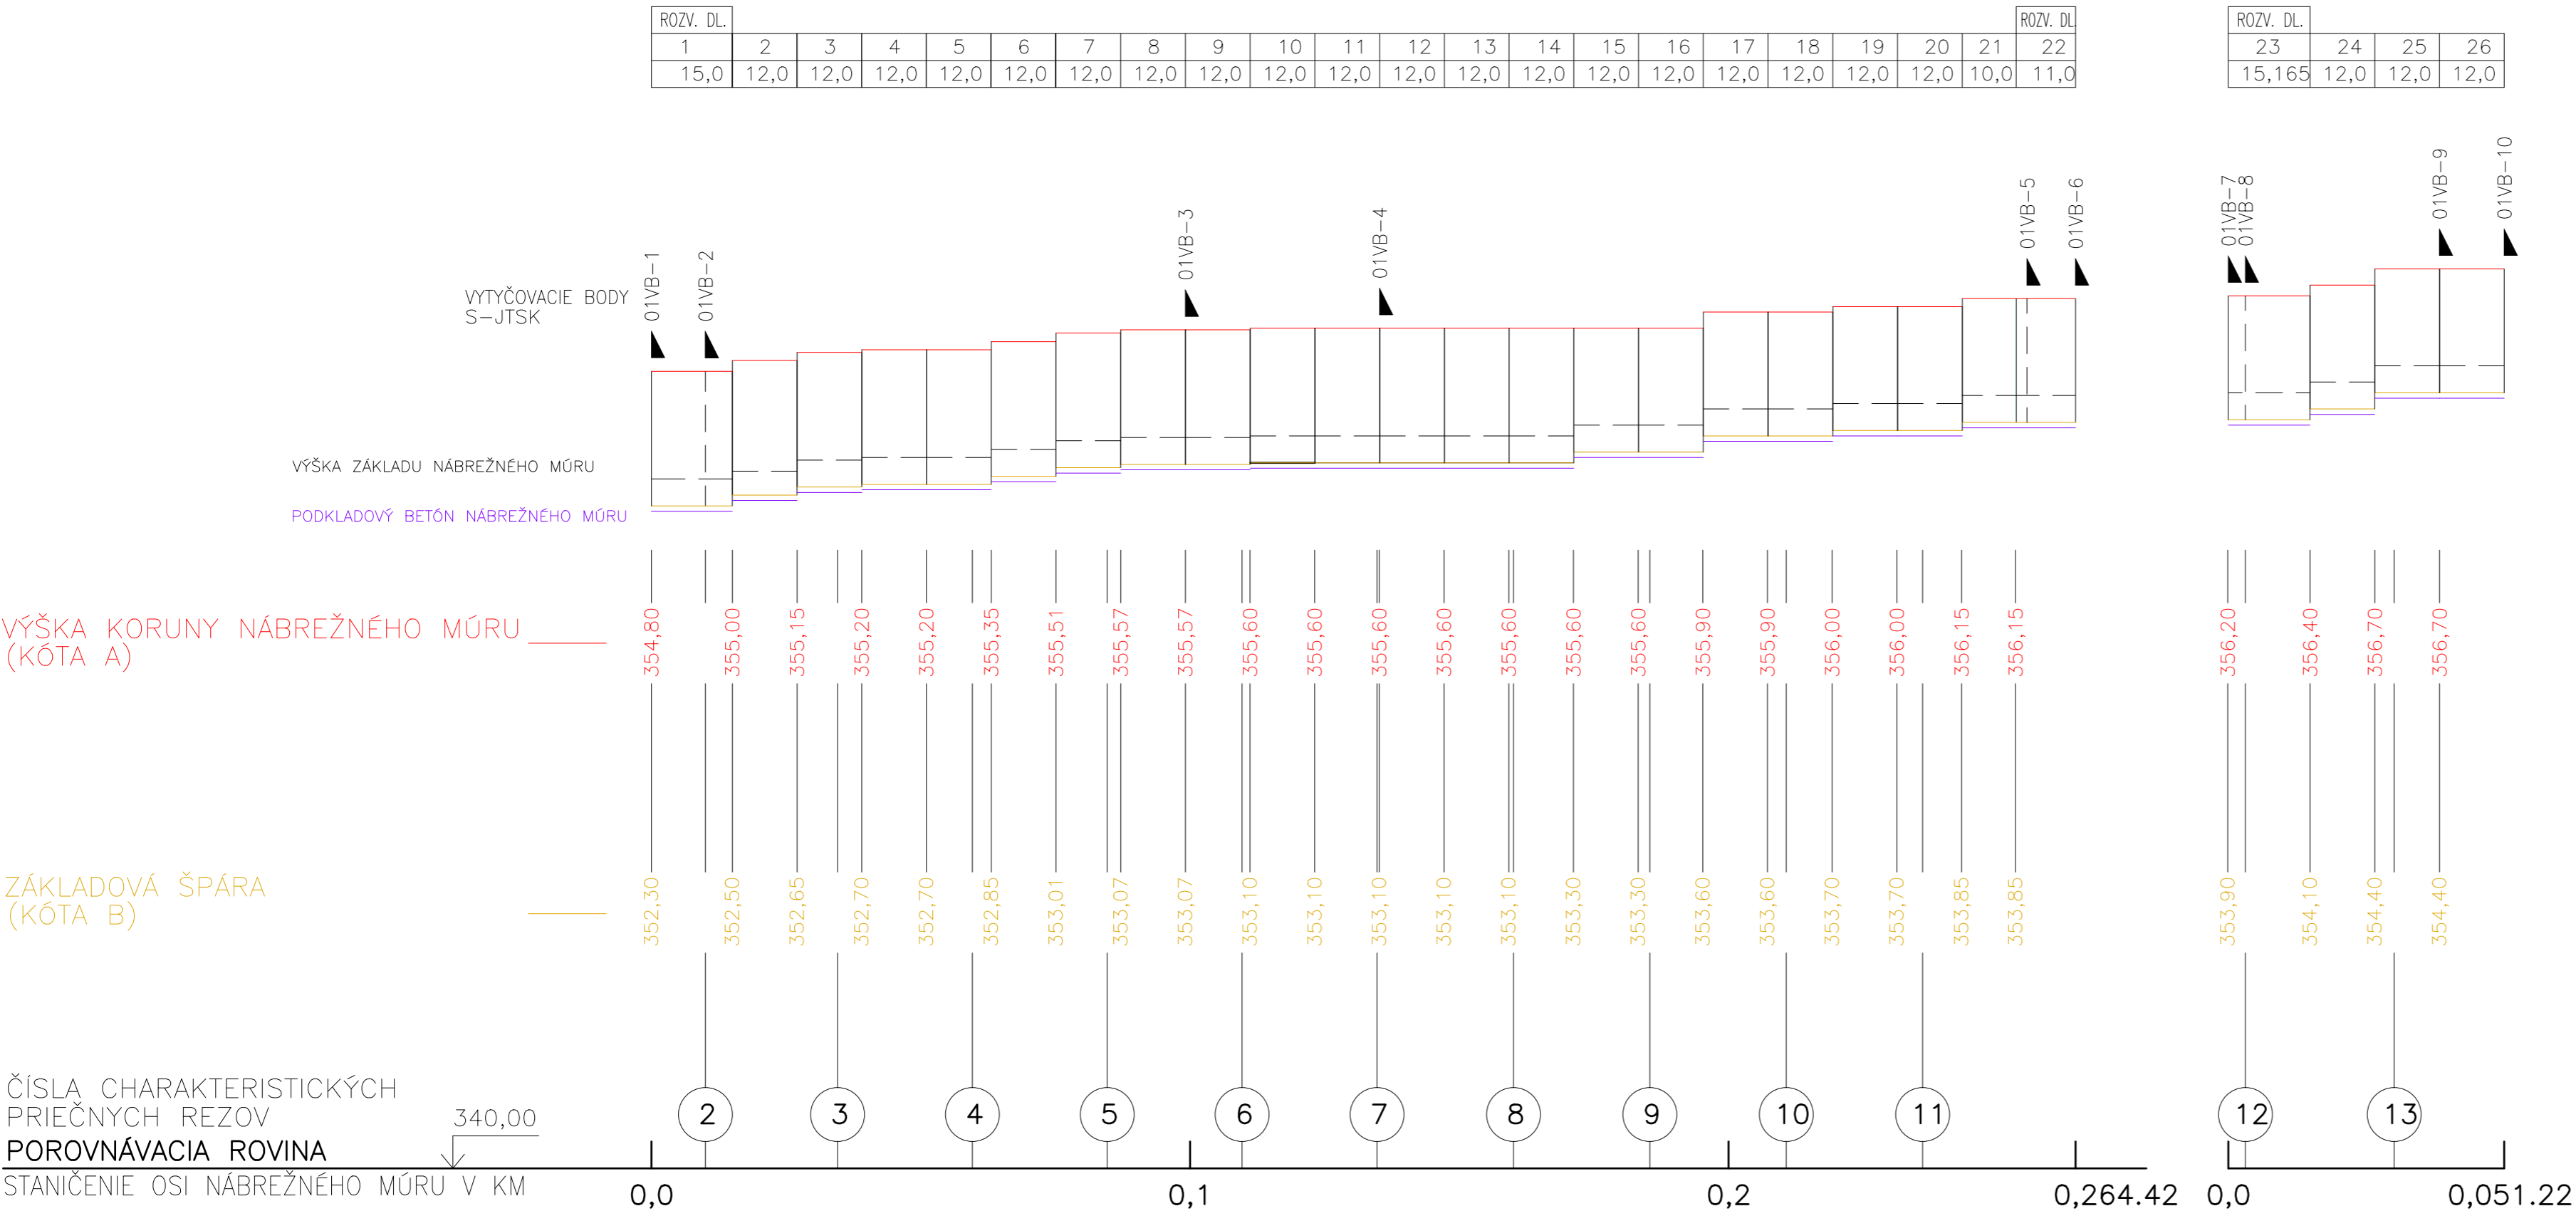 ROZV. DL. ROZV. DL. ROZV. DL.
1 2 3 4 5 6 7 8 9 10 11 12 13 14 15 16 17 18 19 20 21 22 23 24 25 26
15,0 12,0 12,0 12,0 12,0 12,0 12,0 12,0 12,0 12,0 12,0 12,0 12,0 12,0 12,0 12,0 12,0 12,0 12,0 12,0 10,0 11,0 15,165 12,0 12,0 12,0
01VB-1
01VB-2
01VB-3
01VB-4
01VB-5
01VB-6
01VB-7
01VB-8
01VB-9
01VB-10
VYTYČOVACIE BODY
S-JTSK
VÝŠKA ZÁKLADU NÁBREŽNÉHO MÚRU
PODKLADOVÝ BETÓN NÁBREŽNÉHO MÚRU
VÝŠKA KORUNY NÁBREŽNÉHO MÚRU
(KÓTA A)
354,80
355,00
355,15
355,20
355,20
355,35
355,51
355,57
355,57
355,60
355,60
355,60
355,60
355,60
355,60
355,60
355,90
355,90
356,00
356,00
356,15
356,15
356,20
356,40
356,70
356,70
ZÁKLADOVÁ ŠPÁRA
(KÓTA B)
352,30
352,50
352,65
352,70
352,70
352,85
353,01
353,07
353,07
353,10
353,10
353,10
353,10
353,10
353,30
353,30
353,60
353,60
353,70
353,70
353,85
353,85
353,90
354,10
354,40
354,40
ČÍSLA CHARAKTERISTICKÝCH
PRIEČNYCH REZOV
2 3 4 5 6 7 8 9 10 11 12 13
340,00
POROVNÁVACIA ROVINA
STANIČENIE OSI NÁBREŽNÉHO MÚRU V KM
0,0 0,1 0,2 0,264.42 0,0 0,051.22